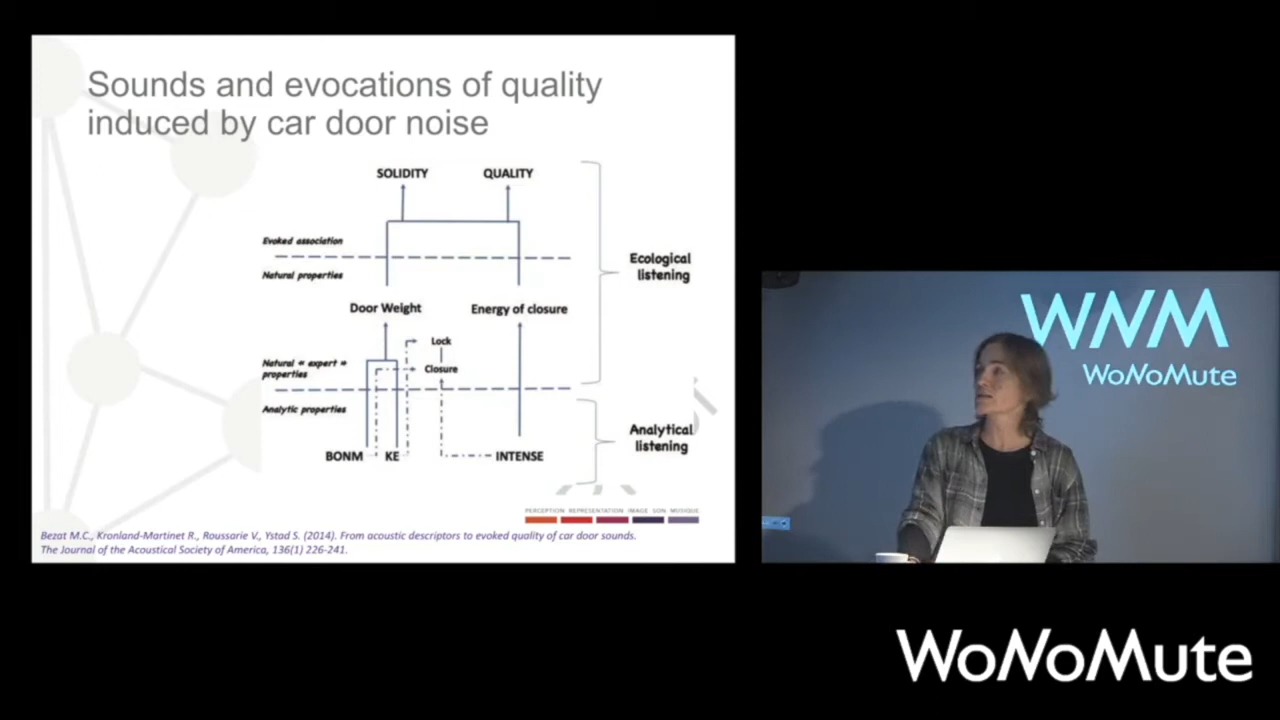 Sounds and evocations of quality
induced by car door noise
SOLIDITY QUALITY
Evoked association
Natural properties
Ecological
listening
Door Weight Energy of closure
Lock
Natural « expert »
properties
Closure
Analytic properties
Analytical
listening
BONM KE INTENSE
PERCEPTION REPRESENTATION IMAGE SON MUSIQUE
Bezat M.C., Kronland-Martinet R., Roussarie V., Ystad S. (2014). From acoustic descriptors to evoked quality of car door sounds.
The Journal of the Acoustical Society of America, 136(1) 226-241.
WNM
WoNoMute
WoNoMute